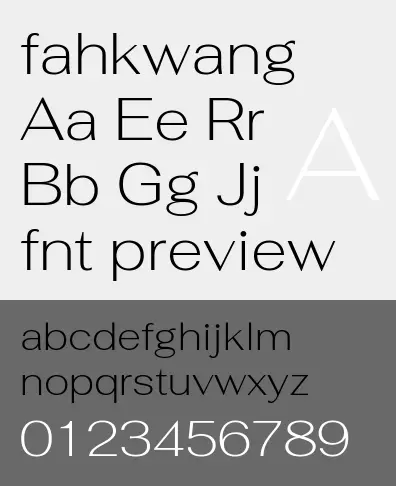 fahkwang
Aa Ee Rr
A
Bb Gg Jj
fnt preview
abcdefghijklm
nopqrstuvwxyz
0123456789